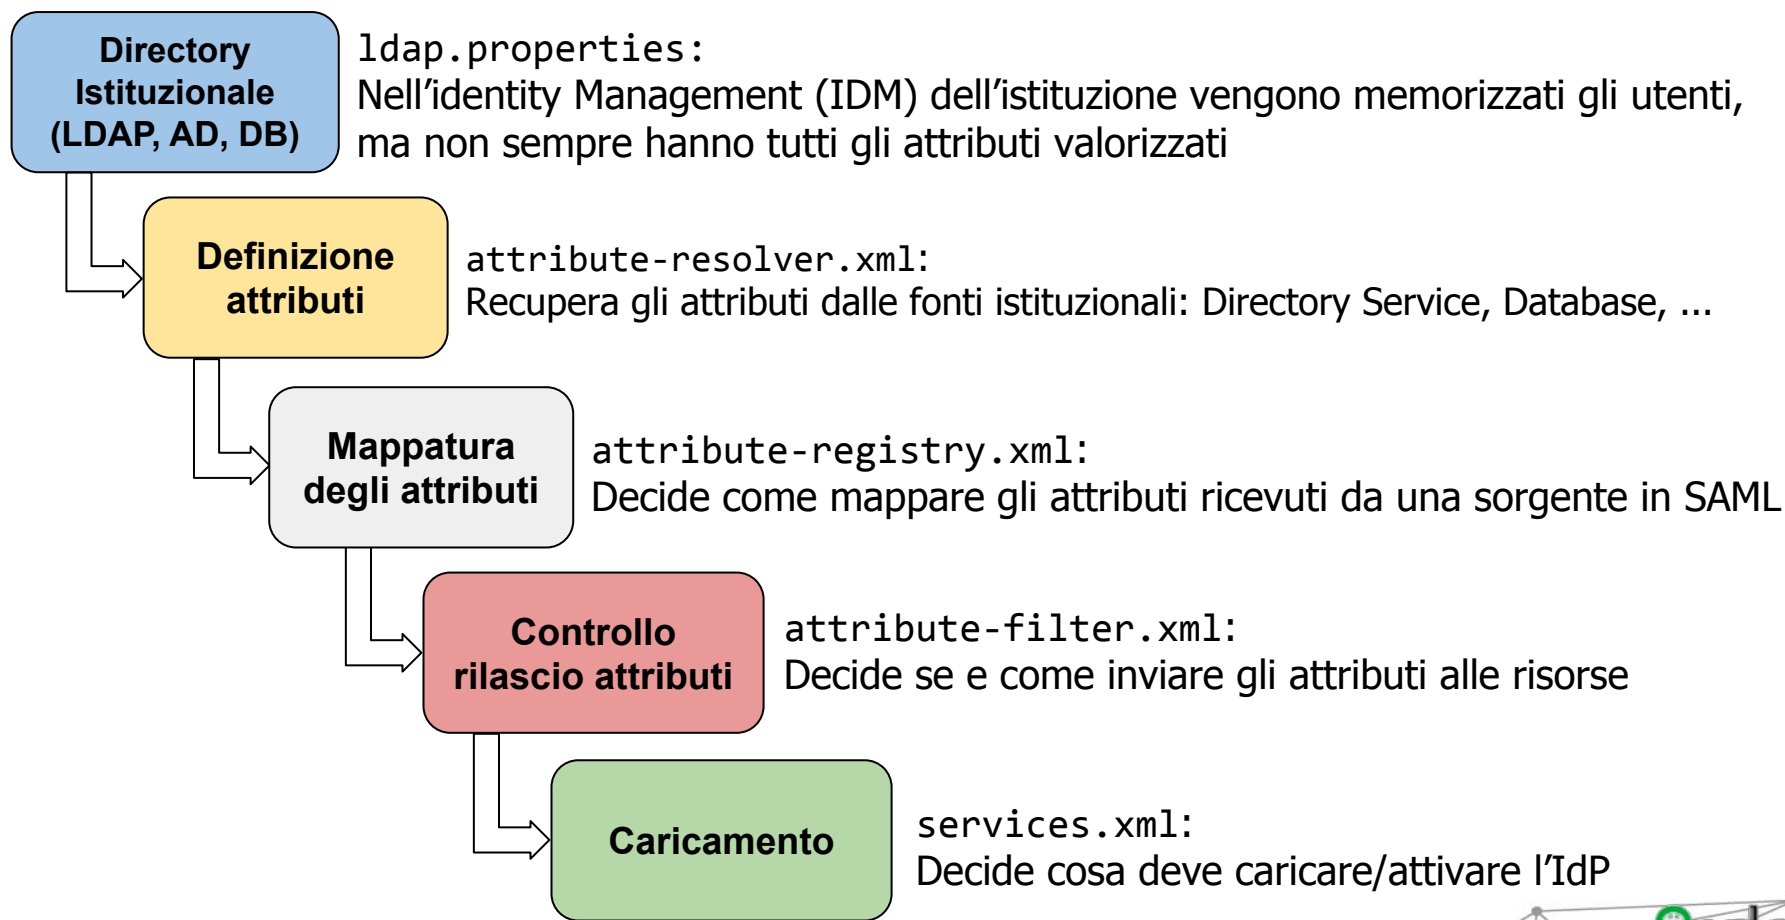 Directory
Istituzionale
(LDAP, AD, DB)
ldap.properties:
Nell’identity Management (IDM) dell’istituzione vengono memorizzati gli utenti,
ma non sempre hanno tutti gli attributi valorizzati
Definizione
attributi
attribute-resolver.xml:
Recupera gli attributi dalle fonti istituzionali: Directory Service, Database, ...
Mappatura
degli attributi
attribute-registry.xml:
Decide come mappare gli attributi ricevuti da una sorgente in SAML
Controllo
rilascio attributi
attribute-filter.xml:
Decide se e come inviare gli attributi alle risorse
Caricamento
services.xml:
Decide cosa deve caricare/attivare l’IdP